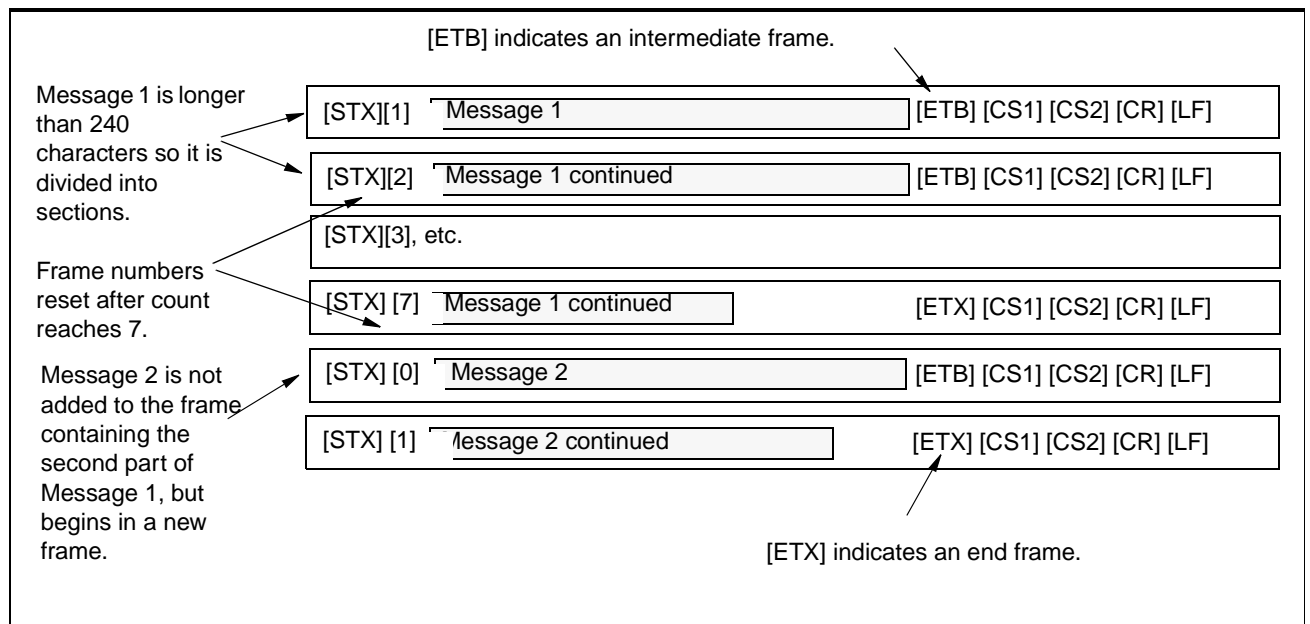 [ETB] indicates an intermediate frame.
Message 1 is longer
than 240
characters so it is
divided into
sections.
[STX][1] Message 1 [ETB] [CS1] [CS2] [CR] [LF]
[STX][2] Message 1 continued [ETB] [CS1] [CS2] [CR] [LF]
[STX][3], etc.
Frame numbers
reset after count
reaches 7.
[STX] [7] Message 1 continued [ETX] [CS1] [CS2] [CR] [LF]
Message 2 is not
added to the frame
containing the
second part of
Message 1, but
begins in a new
frame.
[STX] [0] Message 2 [ETB] [CS1] [CS2] [CR] [LF]
[STX] [1] Message 2 continued [ETX] [CS1] [CS2] [CR] [LF]
[ETX] indicates an end frame.